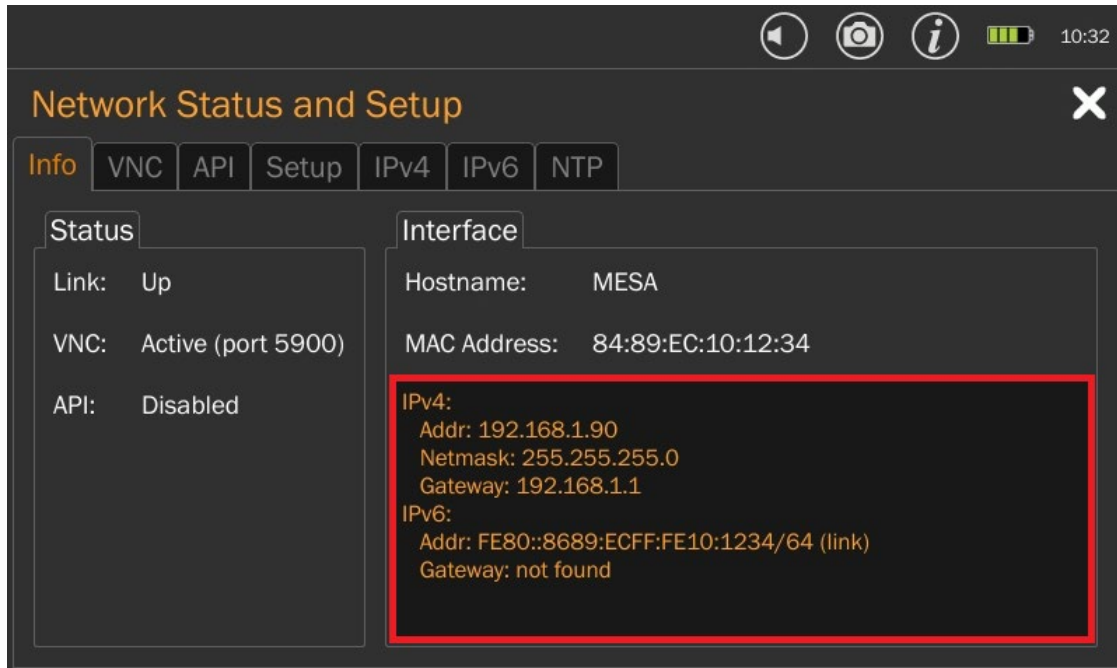 10:32
Network Status and Setup
Info VNC API Setup IPv4 IPv6 NTP
Status
Link: Up
VNC: Active (port 5900)
API: Disabled
Interface
Hostname: MESA
MAC Address: 84:89:EC:10:12:34
IPv4:
Addr: 192.168.1.90
Netmask: 255.255.255.0
Gateway: 192.168.1.1
IPv6:
Addr: FE80::8689:ECFF:FE10:1234/64 (link)
Gateway: not found